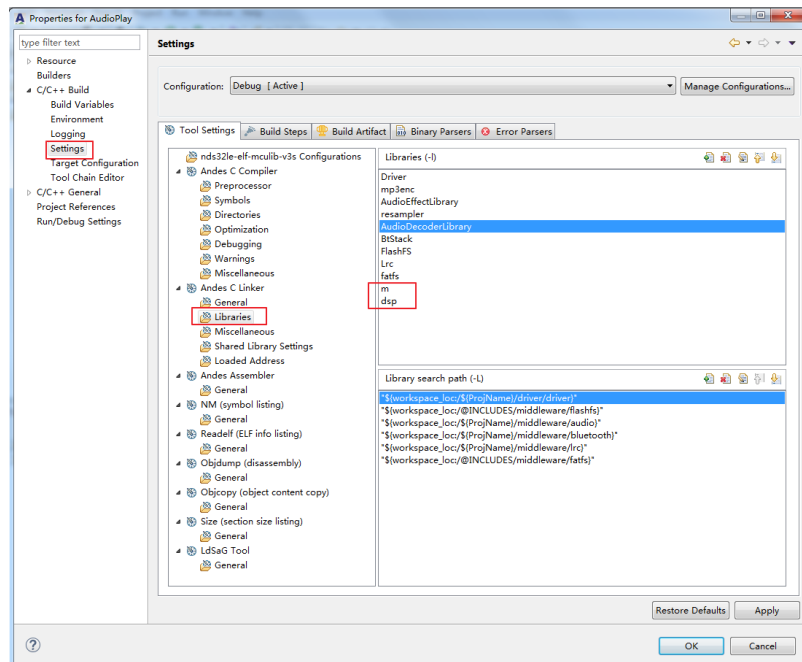 Properties for AudioPlay
type filter text
Resource
Builders
C/C++ Build
Build Variables
Environment
Logging
Settings
Target Configuration
Tool Chain Editor
C/C++ General
Project References
Run/Debug Settings
Settings
Configuration:
Debug [ Active ]
Manage Configurations...
Tool Settings
Build Steps
Build Artifact
Binary Parsers
Error Parsers
nds32le-elf-mculib-v3s Configurations
Andes C Compiler
Preprocessor
Symbols
Directories
Optimization
Debugging
Warnings
Miscellaneous
Andes C Linker
General
Libraries
Miscellaneous
Shared Library Settings
Loaded Address
Andes Assembler
General
NM (symbol listing)
General
Readelf (ELF info listing)
General
Objdump (disassembly)
General
Objcopy (object content copy)
General
Size (section size listing)
General
LdSaG Tool
General
Libraries (-l)
Driver
mp3enc
AudioEffectLibrary
resampler
AudioDecoderLibrary
BtStack
FlashFS
Lrc
fatfs
m
dsp
Library search path (-L)
"${workspace_loc:/${ProjName}/driver/driver}"
"${workspace_loc:/@INCLUDES/middleware/flashfs}"
"${workspace_loc:/${ProjName}/middleware/audio}"
"${workspace_loc:/${ProjName}/middleware/bluetooth}"
"${workspace_loc:/${ProjName}/middleware/lrc}"
"${workspace_loc:/@INCLUDES/middleware/fatfs}"
Restore Defaults
Apply
OK
Cancel